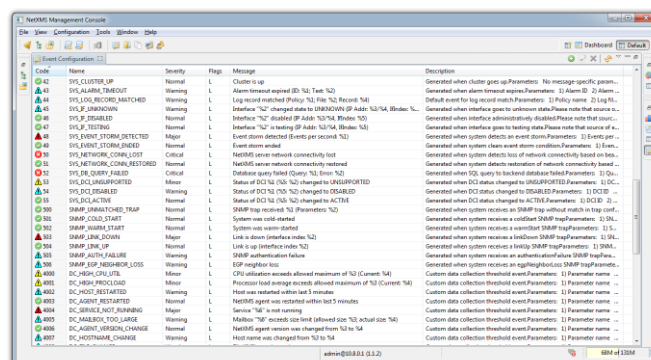 NetXMS Management Console
File View Configuration Tools Window Help
Dashboard Default
Event Configuration
Code Name Severity Flags Message Description
42 SYS_CLUSTER_UP Normal L Cluster is up Generated when cluster goes up.Parameters: No message-specific param...
43 SYS_ALARM_TIMEOUT Warning L Alarm timeout expired (ID: %1; Text: %2) Generated when alarm timeout expires.Parameters: 1) Alarm ID 2) Alarm ...
44 SYS_LOG_RECORD_MATCHED Warning L Log record matched (Policy: %1; File: %2; Record: %4) Default event for log record match.Parameters: 1) Policy name 2) Log fil...
45 SYS_IF_UNKNOWN Warning L Interface "%2" changed state to UNKNOWN (IP Addr: %3/%4, IfIndex: %... Generated when interface goes to unknown state.Please note that source o...
46 SYS_IF_DISABLED Normal L Interface "%2" disabled (IP Addr: %3/%4, IfIndex: %5) Generated when interface administratively disabled.Please note that sour...
47 SYS_IF_TESTING Normal L Interface "%2" is testing (IP Addr: %3/%4, IfIndex: %5) Generated when interface goes to testing state.Please note that source of e...
48 SYS_EVENT_STORM_DETECTED Major L Event storm detected (Events per second: %1) Generated when system detects an event storm.Parameters: 1) Events per ...
49 SYS_EVENT_STORM_ENDED Normal L Event storm ended Generated when system clears event storm condition.Parameters: 1) Even...
50 SYS_NETWORK_CONN_LOST Critical L NetXMS server network connectivity lost Generated when system detects loss of network connectivity based on bea...
51 SYS_NETWORK_CONN_RESTORED Normal L NetXMS server network connectivity restored Generated when system detects restoration of network connectivity based ...
52 SYS_DB_QUERY_FAILED Critical L Database query failed (Query: %1; Error: %2) Generated when SQL query to backend database failed.Parameters: 1) Qu...
53 SYS_DCI_UNSUPPORTED Minor L Status of DCI %1 (%5: %2) changed to UNSUPPORTED Generated when DCI status changed to UNSUPPORTED.Parameters: 1) DC...
54 SYS_DCI_DISABLED Warning L Status of DCI %1 (%5: %2) changed to DISABLED Generated when DCI status changed to DISABLED.Parameters: 1) DCI ID ...
55 SYS_DCI_ACTIVE Normal L Status of DCI %1 (%5: %2) changed to ACTIVE Generated when DCI status changed to ACTIVE.Parameters: 1) DCI ID 2) ...
500 SNMP_UNMATCHED_TRAP Normal L SNMP trap received: %1 (Parameters: %2) Generated when system receives an SNMP trap without match in trap conf...
501 SNMP_COLD_START Normal L System was cold-started Generated when system receives a coldStart SNMP trapParameters: 1) SN...
502 SNMP_WARM_START Normal L System was warm-started Generated when system receives a warmStart SNMP trapParameters: 1) S...
503 SNMP_LINK_DOWN Major L Link is down (interface index %2) Generated when system receives a linkDown SNMP trapParameters: 1) SN...
504 SNMP_LINK_UP Normal L Link is up (interface index %2) Generated when system receives a linkUp SNMP trapParameters: 1) SNM...
505 SNMP_AUTH_FAILURE Warning L SNMP authentication failure Generated when system receives an authenticationFailure SNMP trapPara...
506 SNMP_EGP_NEIGHBOR_LOSS Warning L EGP neighbor loss Generated when system receives an egpNeighborLoss SNMP trapParamete...
4000 DC_HIGH_CPU_UTIL Minor L CPU utilization exceeds allowed maximum of %3 (Current: %4) Custom data collection threshold event.Parameters: 1) Parameter name ...
4001 DC_HIGH_PROCLOAD Minor L Processor load average exceeds allowed maximum of %3 (Current: %4) Custom data collection threshold event.Parameters: 1) Parameter name ...
4002 DC_HOST_RESTARTED Warning L Host was restarted within last 5 minutes Custom data collection threshold event.Parameters: 1) Parameter name ...
4003 DC_AGENT_RESTARTED Normal L NetXMS agent was restarted within last 5 minutes Custom data collection threshold event.Parameters: 1) Parameter name ...
4004 DC_SERVICE_NOT_RUNNING Major L Service "%6" is not running Custom data collection threshold event.Parameters: 1) Parameter name ...
4005 DC_MAILBOX_TOO_LARGE Warning L Mailbox "%6" exceeds size limit (allowed size: %3; actual size: %4) Custom data collection threshold event.Parameters: 1) Parameter name ...
4006 DC_AGENT_VERSION_CHANGE Normal L NetXMS agent version was changed from %3 to %4 Custom data collection threshold event.Parameters: 1) Parameter name ...
4007 DC_HOSTNAME_CHANGE Warning L Host name was changed from %3 to %4 Custom data collection threshold event.Parameters: 1) Parameter name ...
admin@10.0.0.1 (1.1.2) 68M of 131M